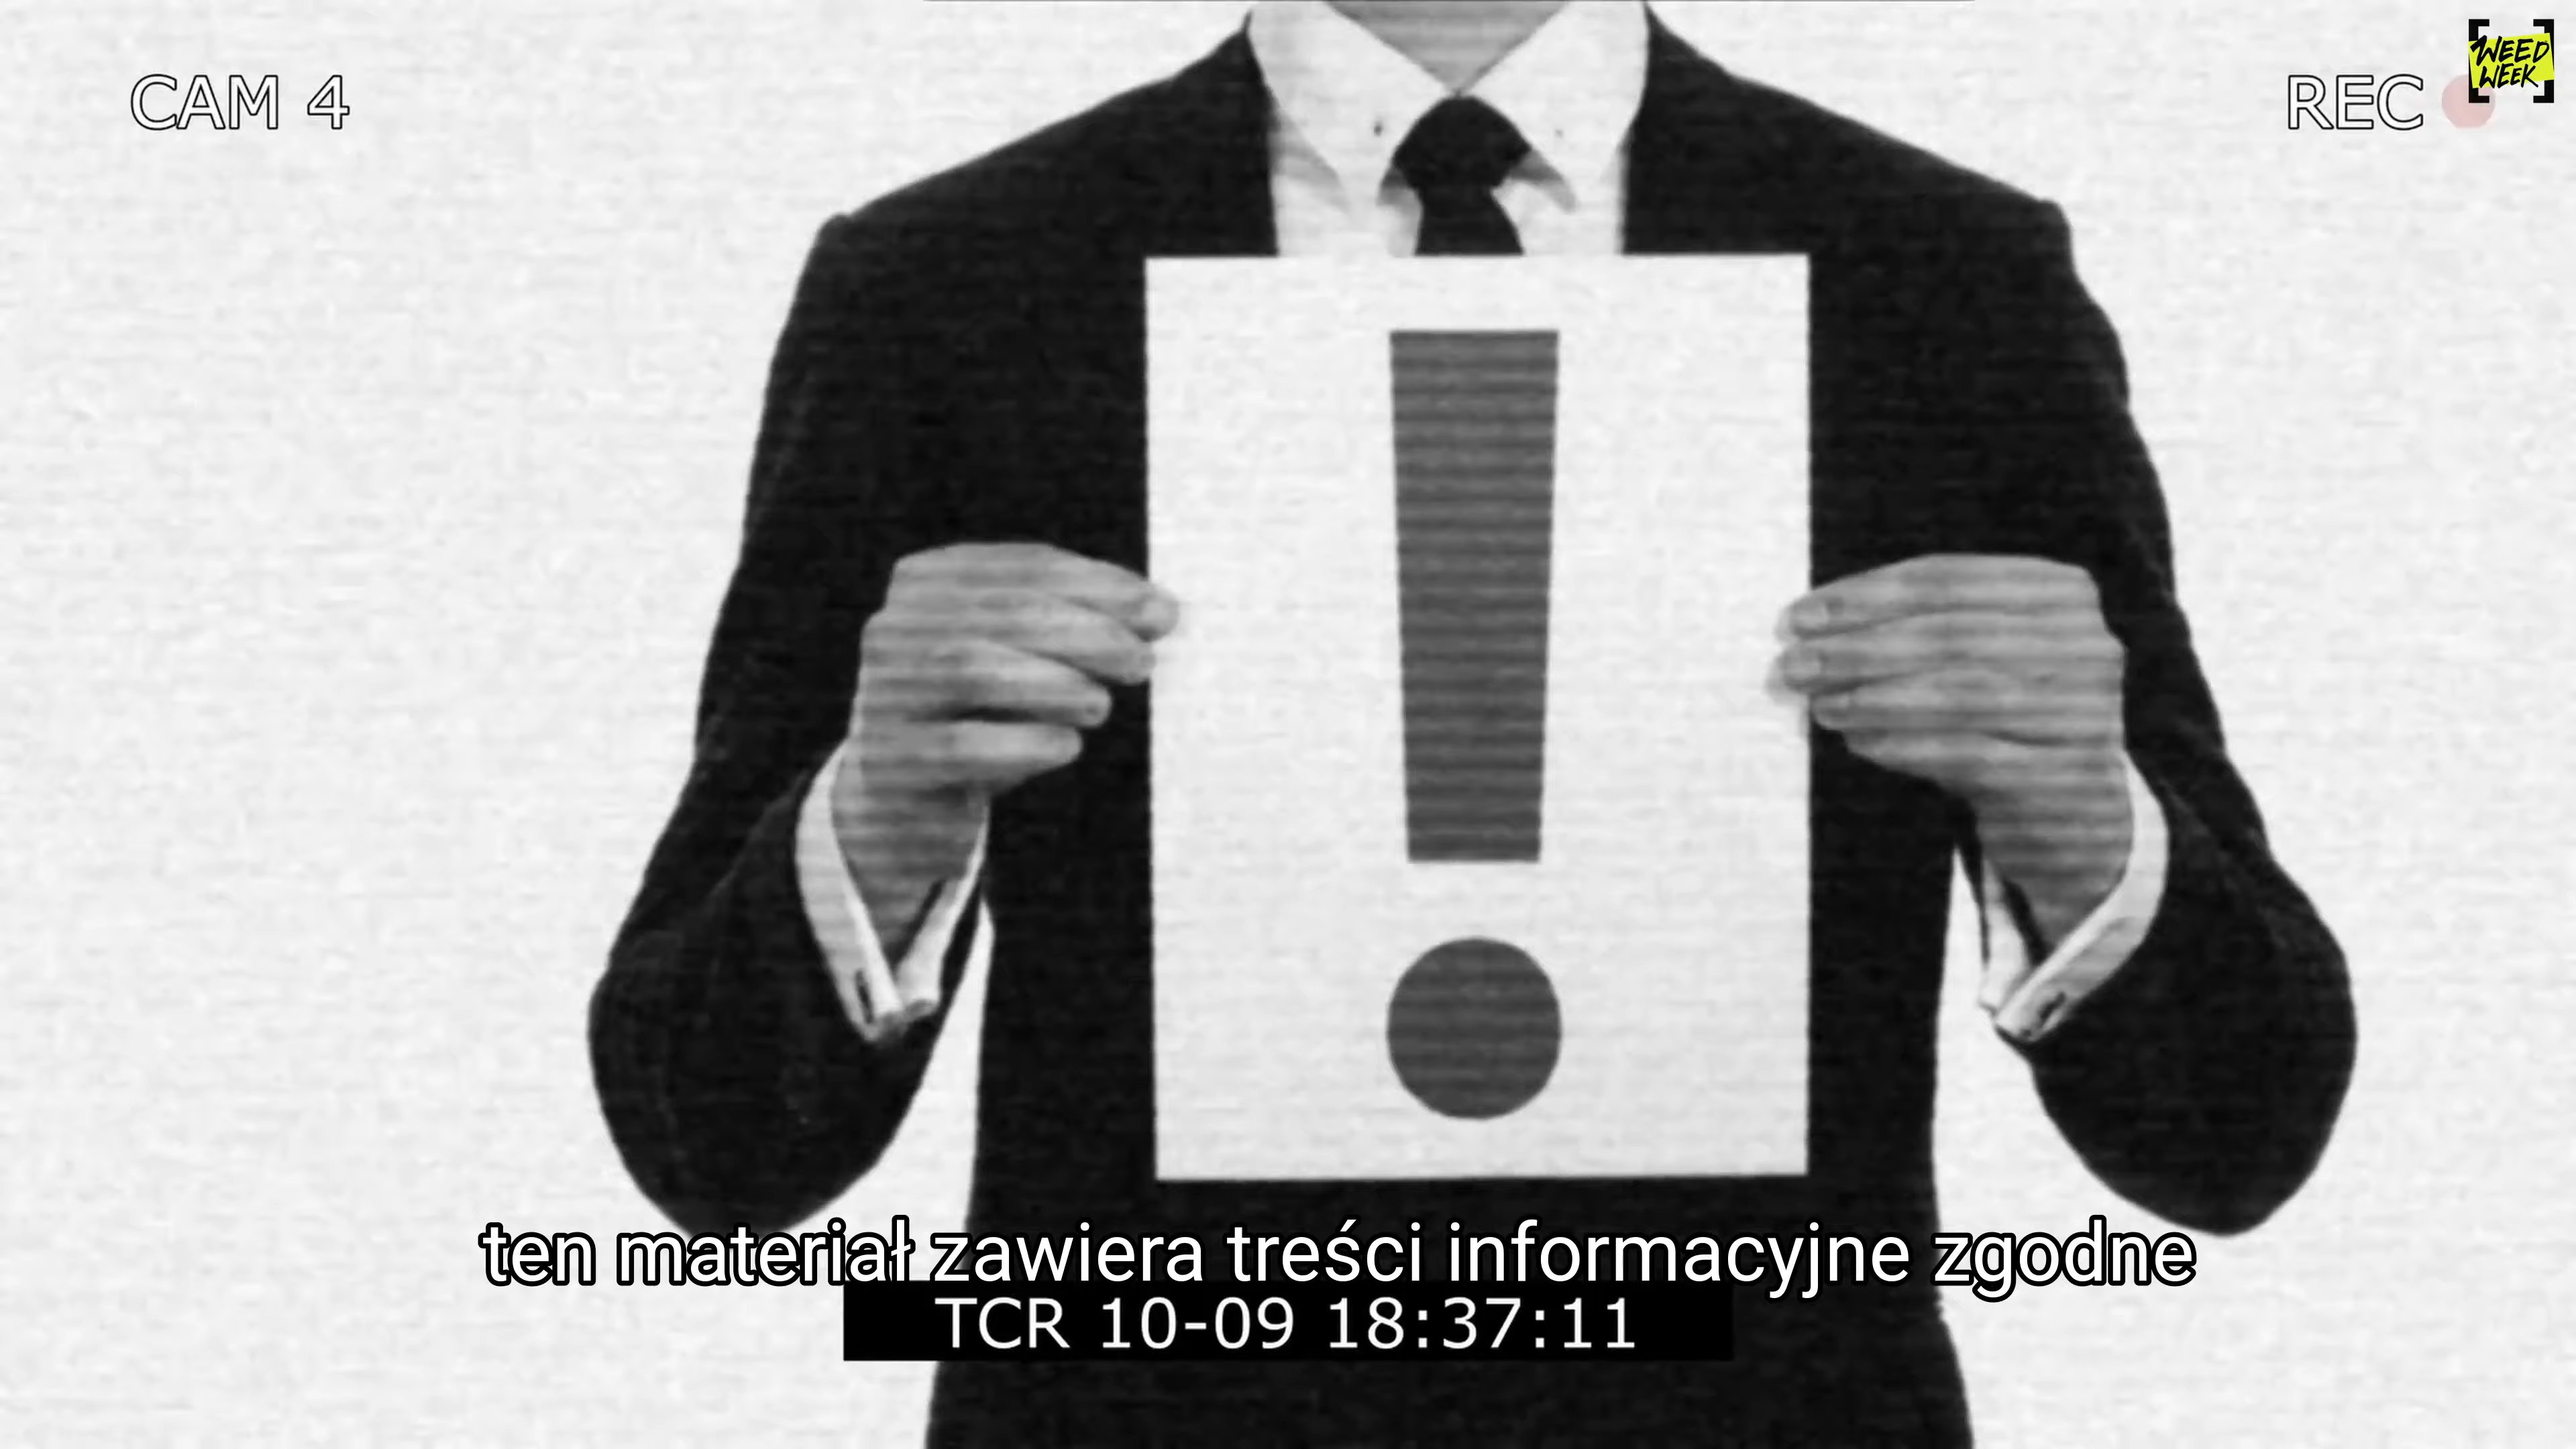 CAM 4
REC
WEED
WEEK
!
ten materiał zawiera treści informacyjne zgodne
TCR 10-09 18:37:11